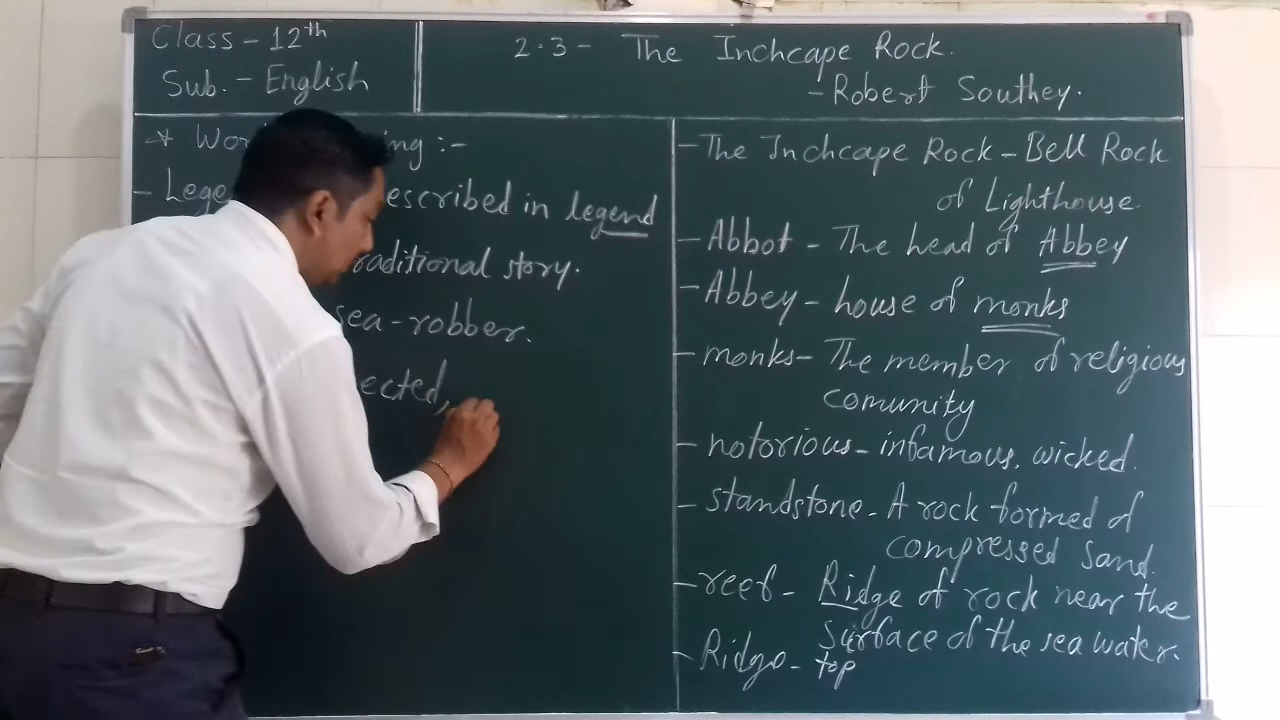 Class - 12th
Sub. - English
2.3 - The Inchcape Rock.
- Robert Southey.
* :-
- escribed in legend
raditional story.
sea-robber.
ected,
- The Inchcape Rock - Bell Rock
of Lighthouse.
- Abbot - The head of Abbey
- Abbey - house of monks
- monks - The member of religious
comunity
- notorious - infamous, wicked.
- standstone - A rock formed of
compressed sand.
- reef - Ridge of rock near the
surface of the sea water.
- Ridge - top